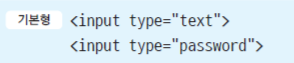 기본형 <input type="text">
<input type="password">